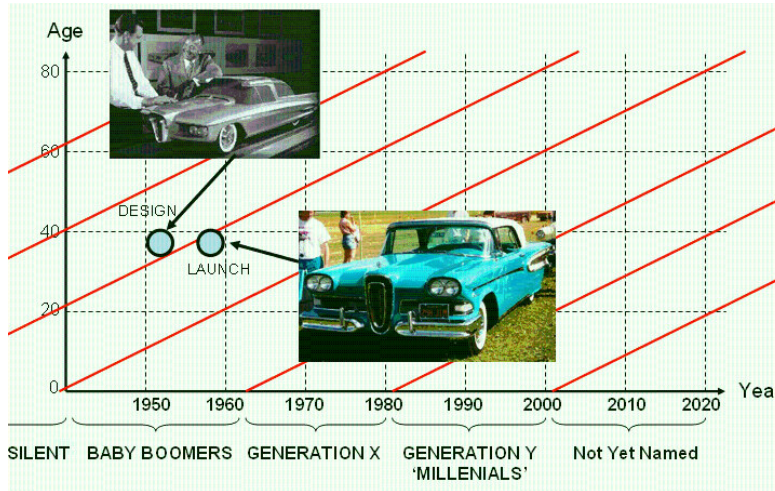 Age
80
60
40
20
0
DESIGN
LAUNCH
1950 1960 1970 1980 1990 2000 2010 2020
Yea
SILENT BABY BOOMERS GENERATION X GENERATION Y Not Yet Named
‘MILLENIALS’